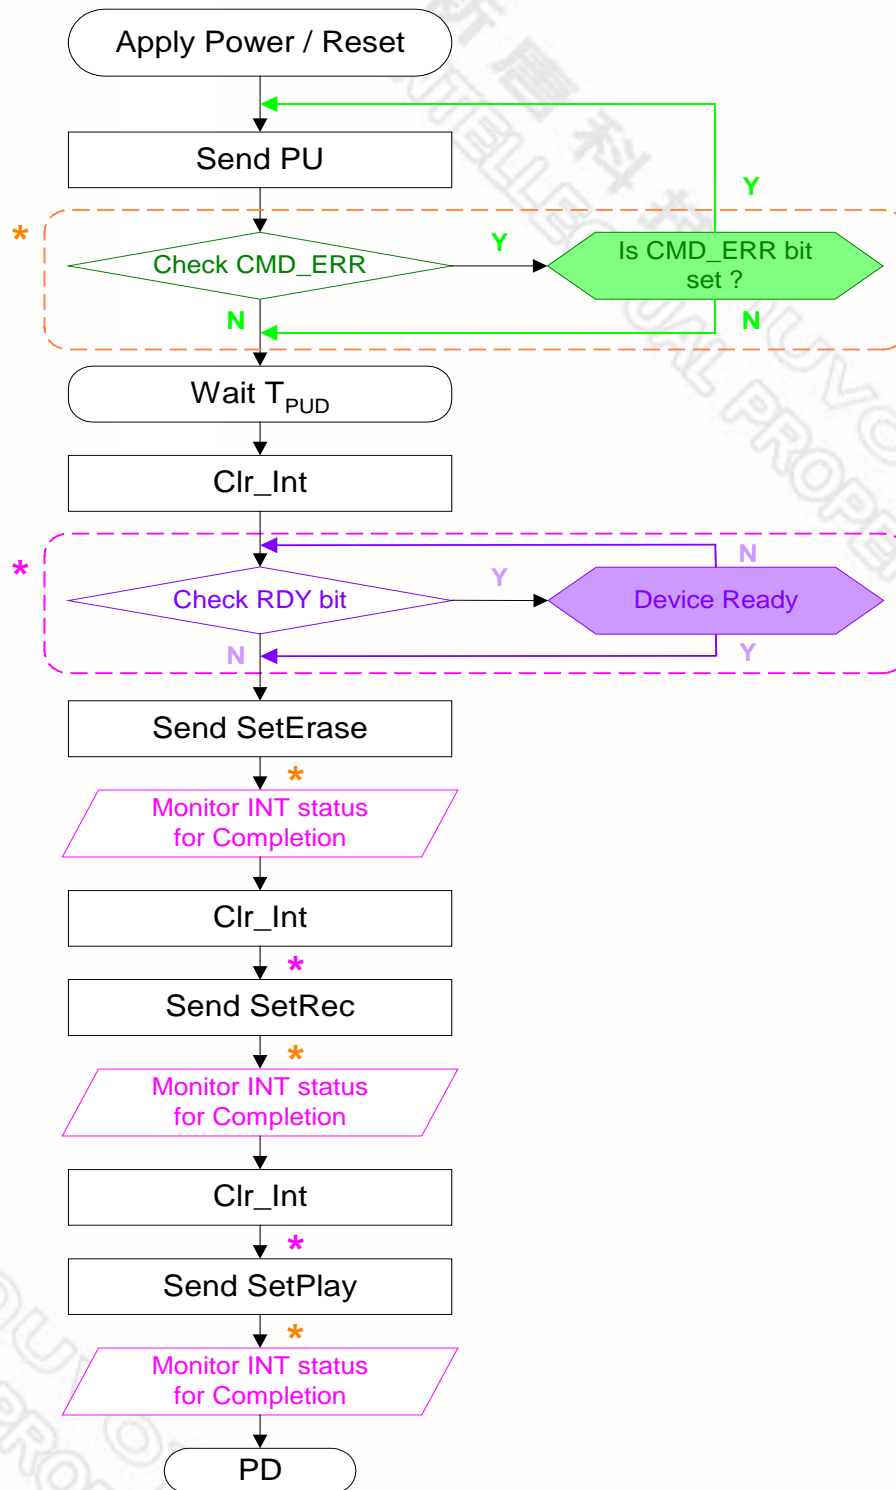 Apply Power / Reset
Send PU
Y
*
Check CMD_ERR
Y
Is CMD_ERR bit
set ?
N
N
Wait TPUD
Clr_Int
*
N
Check RDY bit
Y
Device Ready
N
Y
Send SetErase
*
Monitor INT status
for Completion
Clr_Int
*
Send SetRec
*
Monitor INT status
for Completion
Clr_Int
*
Send SetPlay
*
Monitor INT status
for Completion
PD